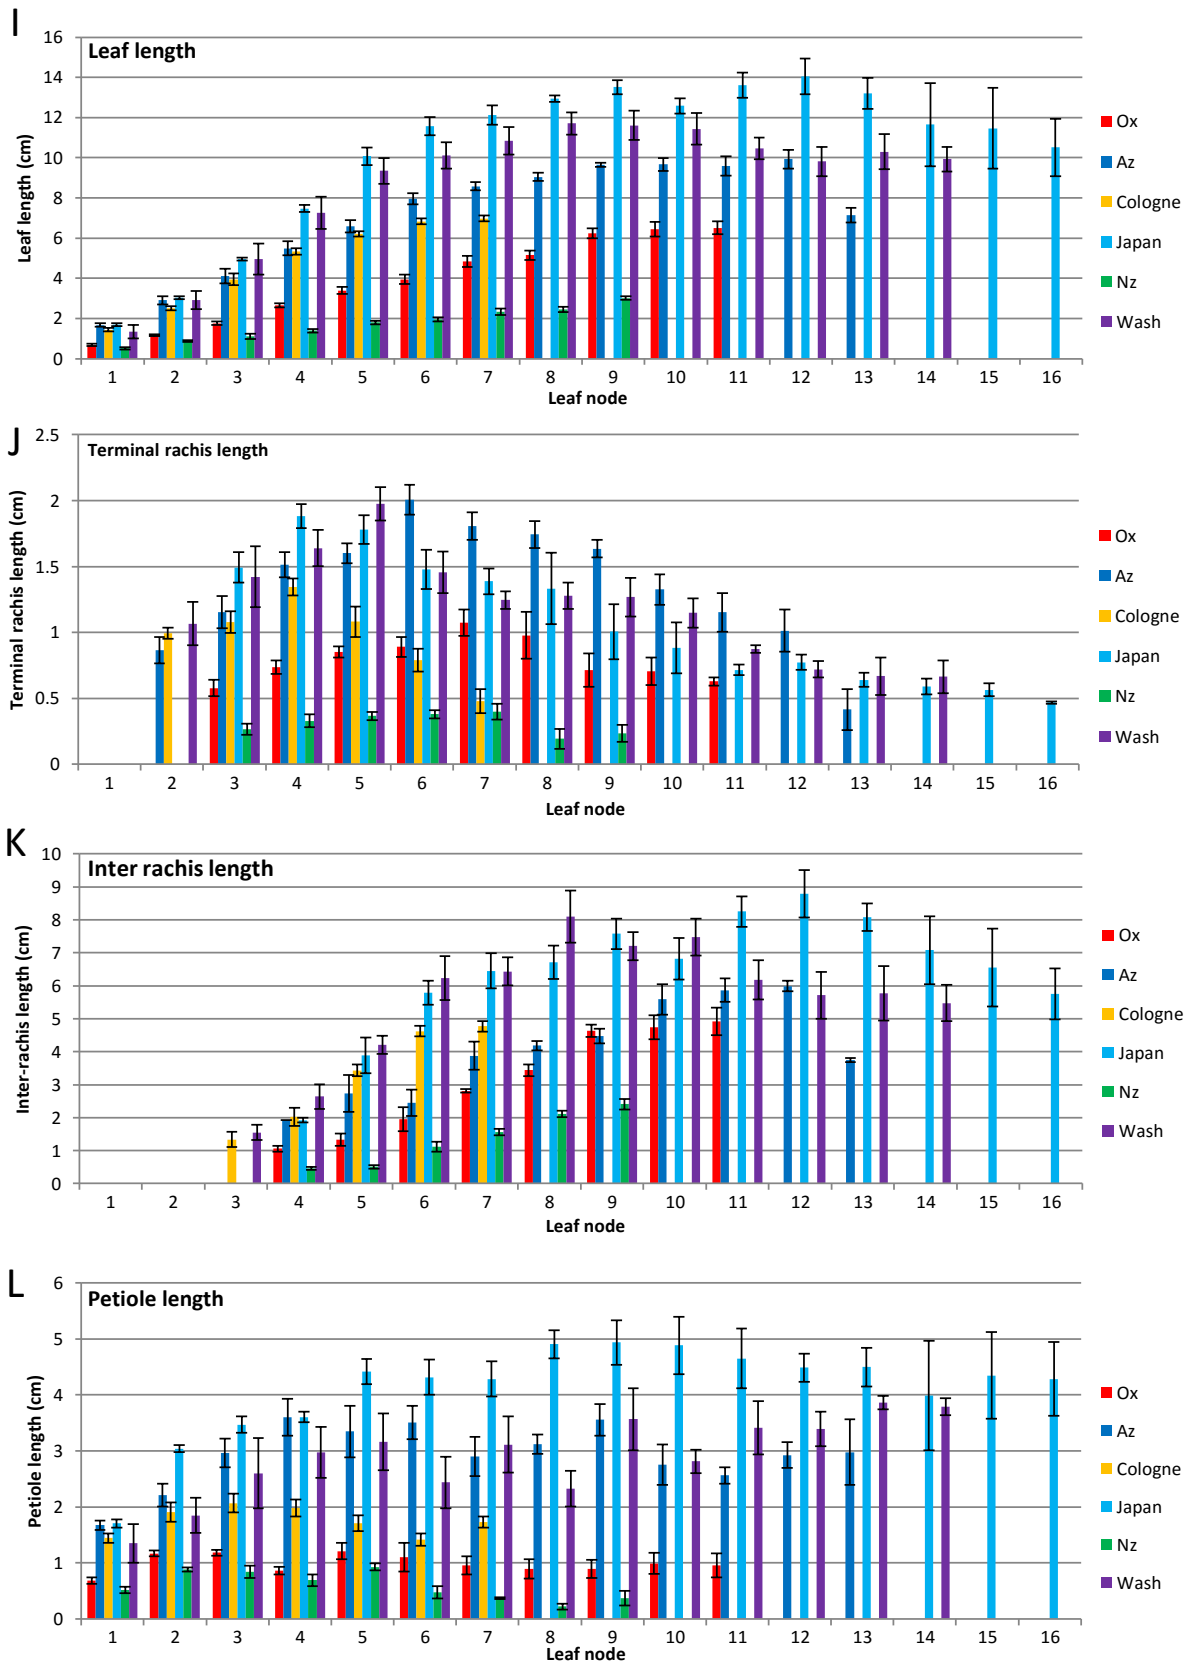 I
Leaf length
Leaf length (cm)
16
14
12
10
8
6
4
2
0
1 2 3 4 5 6 7 8 9 10 11 12 13 14 15 16
Leaf node
Ox
Az
Cologne
Japan
Nz
Wash
J
Terminal rachis length
Terminal rachis length (cm)
2.5
2
1.5
1
0.5
0
1 2 3 4 5 6 7 8 9 10 11 12 13 14 15 16
Leaf node
Ox
Az
Cologne
Japan
Nz
Wash
K
Inter rachis length
Inter-rachis length (cm)
10
9
8
7
6
5
4
3
2
1
0
1 2 3 4 5 6 7 8 9 10 11 12 13 14 15 16
Leaf node
Ox
Az
Cologne
Japan
Nz
Wash
L
Petiole length
Petiole length (cm)
6
5
4
3
2
1
0
1 2 3 4 5 6 7 8 9 10 11 12 13 14 15 16
Leaf node
Ox
Az
Cologne
Japan
Nz
Wash